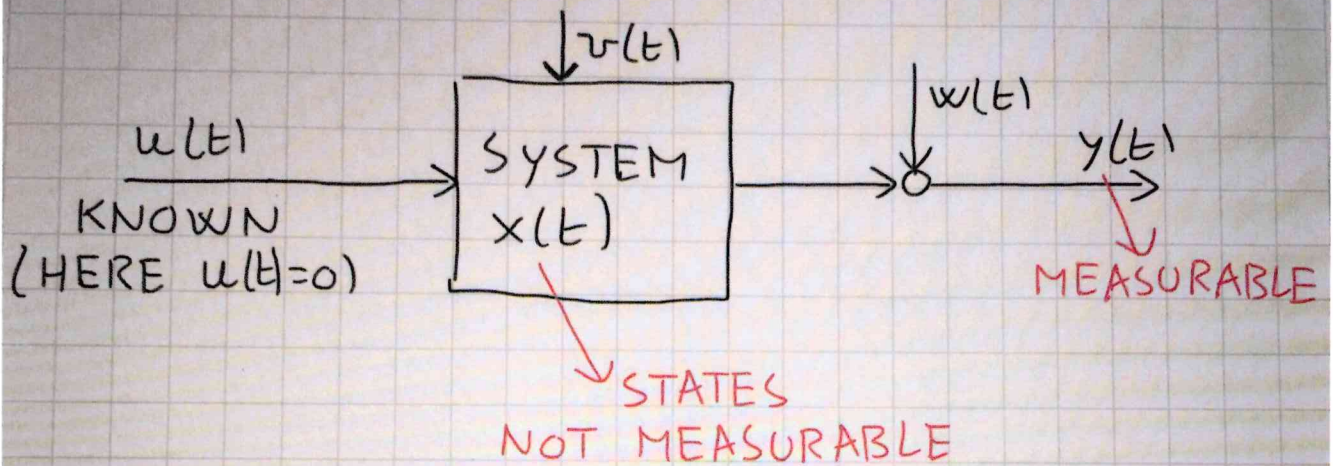 v(t)
w(t)
u(t)
y(t)
SYSTEM
KNOWN
x(t)
(HERE u(t)=0)
MEASURABLE
STATES
NOT MEASURABLE